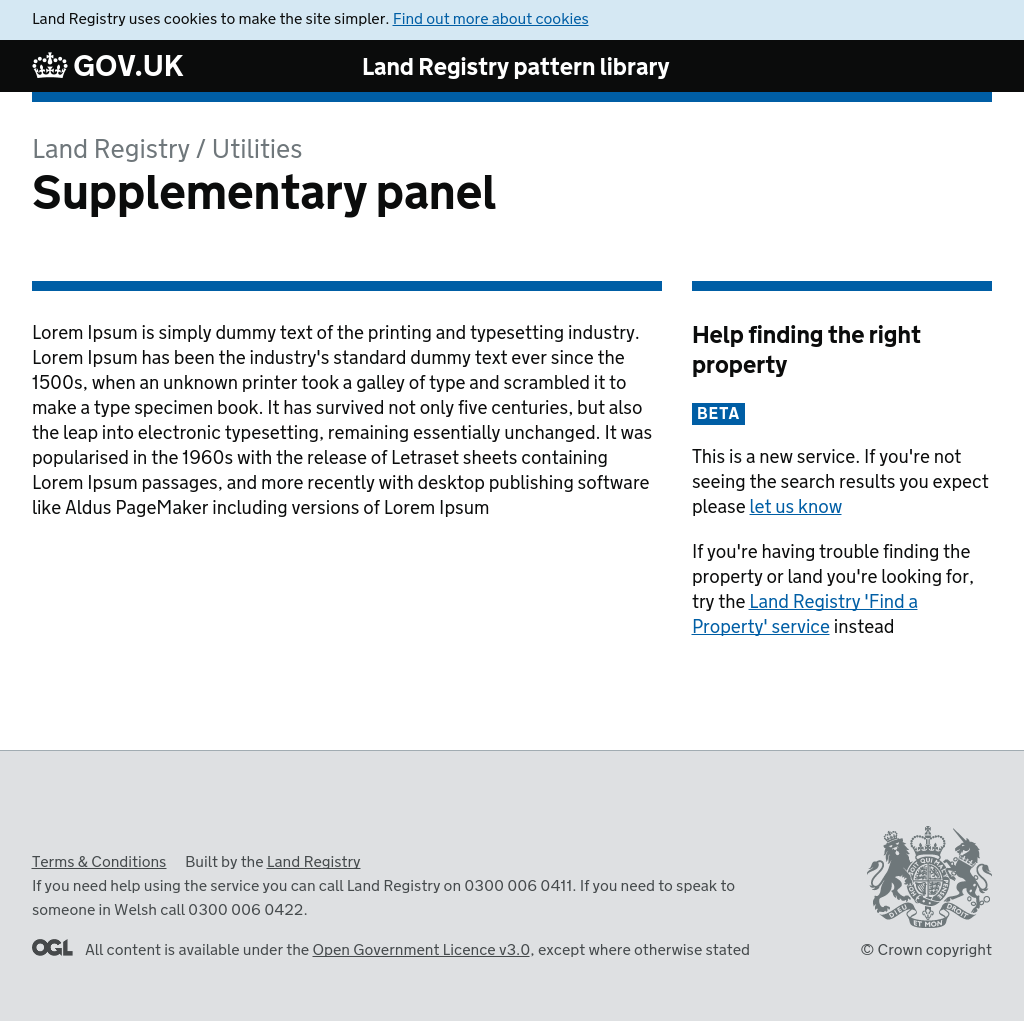 Land Registry uses cookies to make the site simpler. Find out more about cookies
GOV.UK
Land Registry pattern library
Land Registry / Utilities
Supplementary panel
Lorem Ipsum is simply dummy text of the printing and typesetting industry.
Lorem Ipsum has been the industry's standard dummy text ever since the
1500s, when an unknown printer took a galley of type and scrambled it to
make a type specimen book. It has survived not only five centuries, but also
the leap into electronic typesetting, remaining essentially unchanged. It was
popularised in the 1960s with the release of Letraset sheets containing
Lorem Ipsum passages, and more recently with desktop publishing software
like Aldus PageMaker including versions of Lorem Ipsum
Help finding the right
property
BETA
This is a new service. If you're not
seeing the search results you expect
please let us know
If you're having trouble finding the
property or land you're looking for,
try the Land Registry 'Find a
Property' service instead
Terms & Conditions Built by the Land Registry
If you need help using the service you can call Land Registry on 0300 006 0411. If you need to speak to
someone in Welsh call 0300 006 0422.
OGL All content is available under the Open Government Licence v3.0, except where otherwise stated
DIEU ET MON DROIT
© Crown copyright